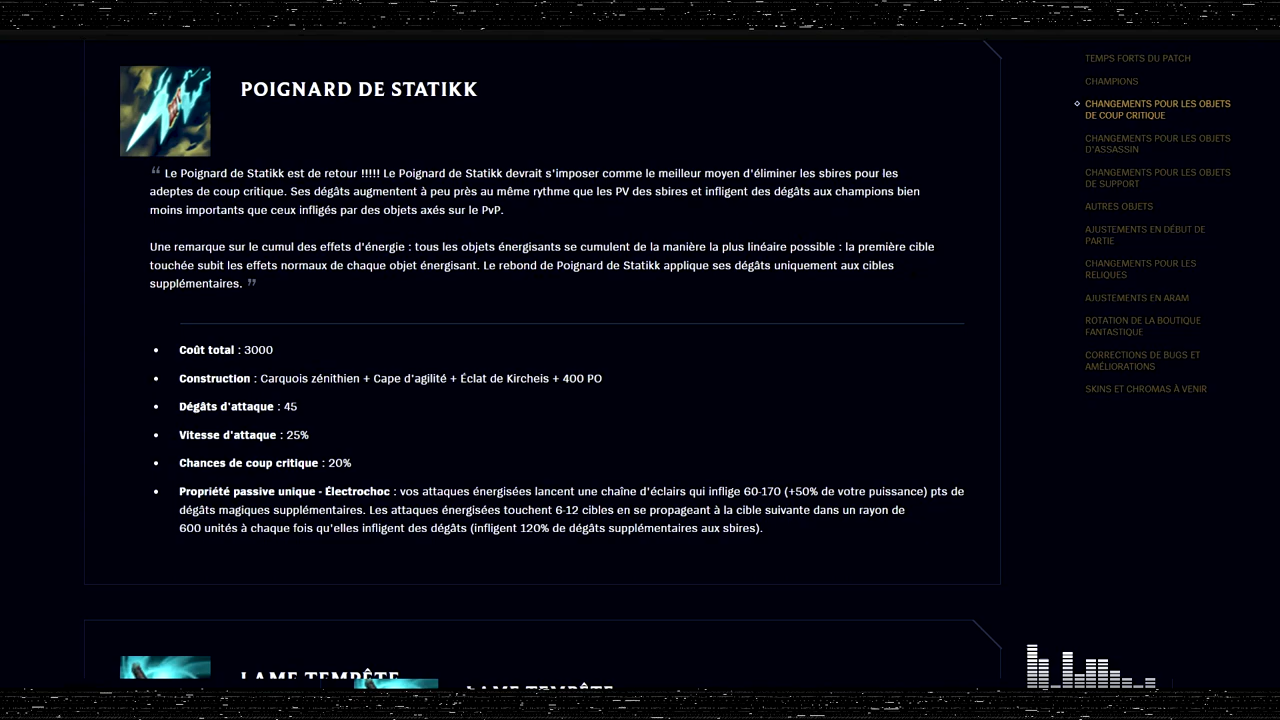 POIGNARD DE STATIKK
“ Le Poignard de Statikk est de retour !!!!! Le Poignard de Statikk devrait s'imposer comme le meilleur moyen d'éliminer les sbires pour les
adeptes de coup critique. Ses dégâts augmentent à peu près au même rythme que les PV des sbires et infligent des dégâts aux champions bien
moins importants que ceux infligés par des objets axés sur le PvP.
Une remarque sur le cumul des effets d'énergie : tous les objets énergisants se cumulent de la manière la plus linéaire possible : la première cible
touchée subit les effets normaux de chaque objet énergisant. Le rebond de Poignard de Statikk applique ses dégâts uniquement aux cibles
supplémentaires. ”
• Coût total : 3000
• Construction : Carquois zénithien + Cape d'agilité + Éclat de Kircheis + 400 PO
• Dégâts d'attaque : 45
• Vitesse d'attaque : 25%
• Chances de coup critique : 20%
• Propriété passive unique - Électrochoc : vos attaques énergisées lancent une chaîne d'éclairs qui inflige 60-170 (+50% de votre puissance) pts de
dégâts magiques supplémentaires. Les attaques énergisées touchent 6-12 cibles en se propageant à la cible suivante dans un rayon de
600 unités à chaque fois qu'elles infligent des dégâts (infligent 120% de dégâts supplémentaires aux sbires).
LAME TEMPÊTE
LAME TEMPÊTE
TEMPS FORTS DU PATCH
CHAMPIONS
CHANGEMENTS POUR LES OBJETS
DE COUP CRITIQUE
CHANGEMENTS POUR LES OBJETS
D'ASSASSIN
CHANGEMENTS POUR LES OBJETS
DE SUPPORT
AUTRES OBJETS
AJUSTEMENTS EN DÉBUT DE
PARTIE
CHANGEMENTS POUR LES
RELIQUES
AJUSTEMENTS EN ARAM
ROTATION DE LA BOUTIQUE
FANTASTIQUE
CORRECTIONS DE BUGS ET
AMÉLIORATIONS
SKINS ET CHROMAS À VENIR